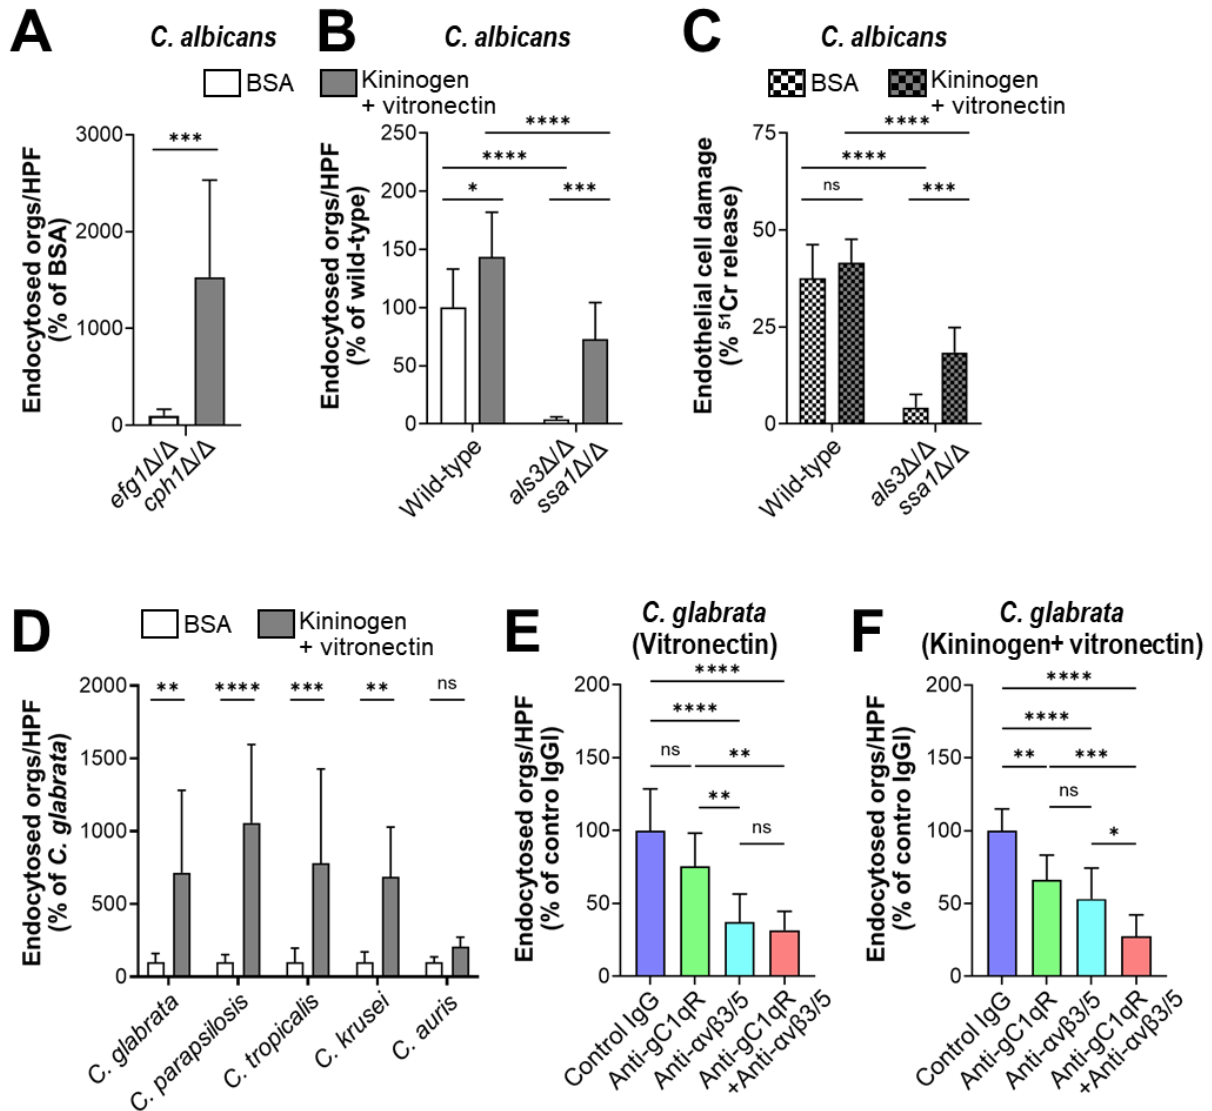 A
C. albicans
BSA
Kininogen
+ vitronectin
Endocytosed orgs/HPF
(% of BSA)
3000
2000
1000
0
***
efg1Δ/Δ
cph1Δ/Δ
B
C. albicans
Endocytosed orgs/HPF
(% of wild-type)
250
200
150
100
50
0
****
****
*
***
Wild-type
als3Δ/Δ
ssa1Δ/Δ
C
C. albicans
BSA
Kininogen
+ vitronectin
Endothelial cell damage
(% ⁵¹Cr release)
75
50
25
0
****
****
ns
***
Wild-type
als3Δ/Δ
ssa1Δ/Δ
D
BSA
Kininogen
+ vitronectin
Endocytosed orgs/HPF
(% of C. glabrata)
2000
1500
1000
500
0
**
****
***
**
ns
C. glabrata
C. parapsilosis
C. tropicalis
C. krusei
C. auris
E
C. glabrata
(Vitronectin)
Endocytosed orgs/HPF
(% of contro IgGl)
200
150
100
50
0
****
****
ns
**
**
ns
Control IgG
Anti-gC1qR
Anti-αvβ3/5
Anti-gC1qR
+Anti-αvβ3/5
F
C. glabrata
(Kininogen+ vitronectin)
Endocytosed orgs/HPF
(% of contro IgGl)
200
150
100
50
0
****
****
**
***
ns
*
Control IgG
Anti-gC1qR
Anti-αvβ3/5
Anti-gC1qR
+Anti-αvβ3/5